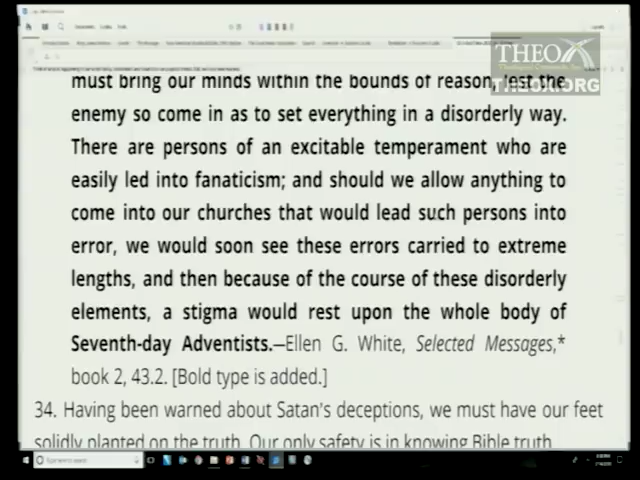 THEOX
THEOXI.ORG
must bring our minds within the bounds of reason, lest the
enemy so come in as to set everything in a disorderly way.
There are persons of an excitable temperament who are
easily led into fanaticism; and should we allow anything to
come into our churches that would lead such persons into
error, we would soon see these errors carried to extreme
lengths, and then because of the course of these disorderly
elements, a stigma would rest upon the whole body of
Seventh-day Adventists.—Ellen G. White, Selected Messages,*
book 2, 43.2. [Bold type is added.]
34. Having been warned about Satan's deceptions, we must have our feet
solidly planted on the truth. Our only safety is in knowing Bible truth